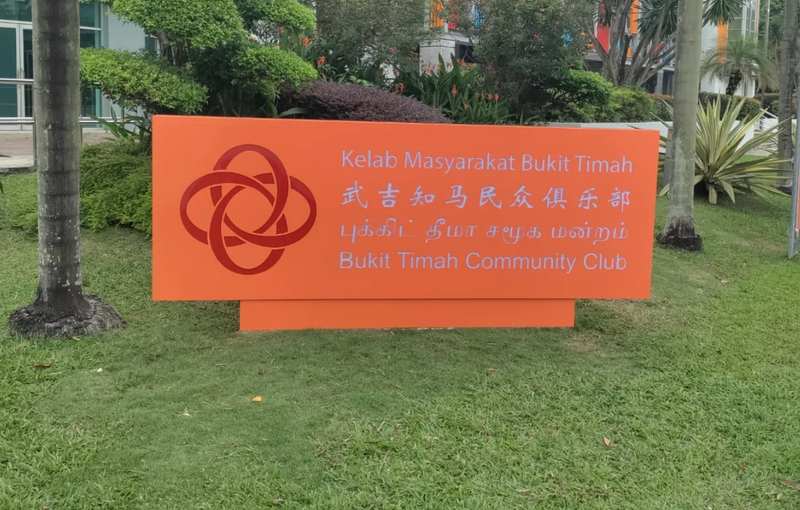 Kelab Masyarakat Bukit Timah
武吉知马民众俱乐部
புக்கிட் தீமா சமூக மன்றம்
Bukit Timah Community Club